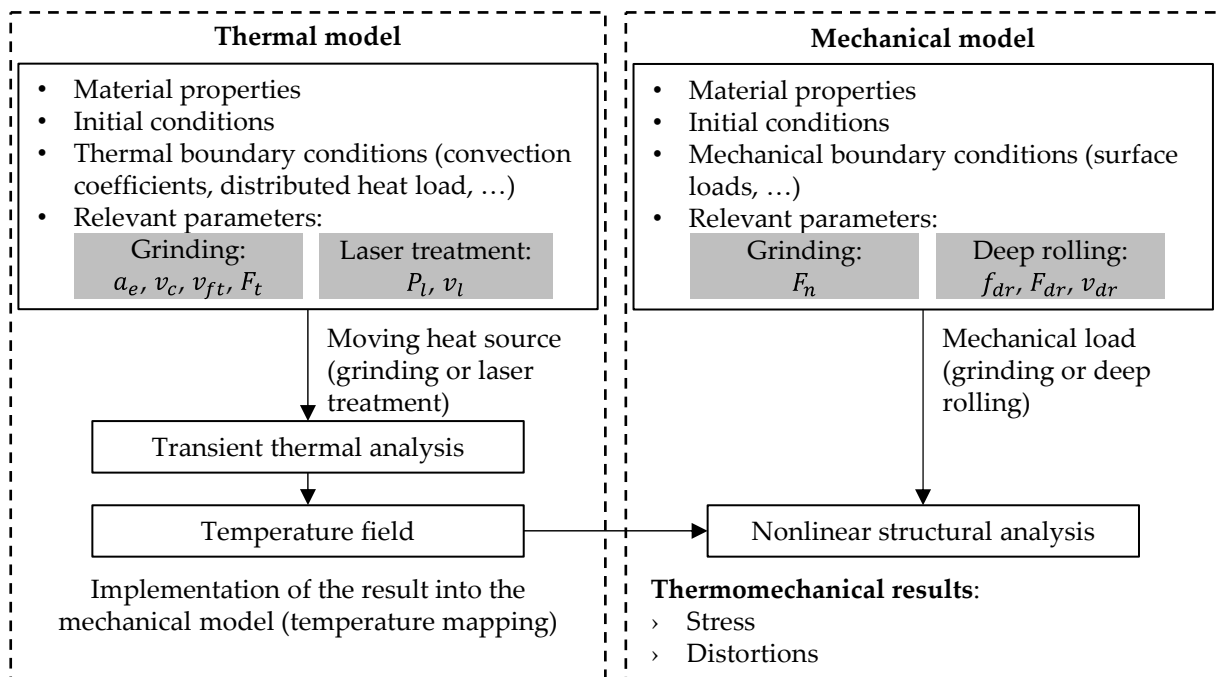 Thermal model
• Material properties
• Initial conditions
• Thermal boundary conditions (convection
coefficients, distributed heat load, …)
• Relevant parameters:
Grinding:
a_e, v_c, v_ft, F_t
Laser treatment:
P_l, v_l
Moving heat source
(grinding or laser
treatment)
Transient thermal analysis
Temperature field
Implementation of the result into the
mechanical model (temperature mapping)
Mechanical model
• Material properties
• Initial conditions
• Mechanical boundary conditions (surface
loads, …)
• Relevant parameters:
Grinding:
F_n
Deep rolling:
f_dr, F_dr, v_dr
Mechanical load
(grinding or deep
rolling)
Nonlinear structural analysis
Thermomechanical results:
› Stress
› Distortions